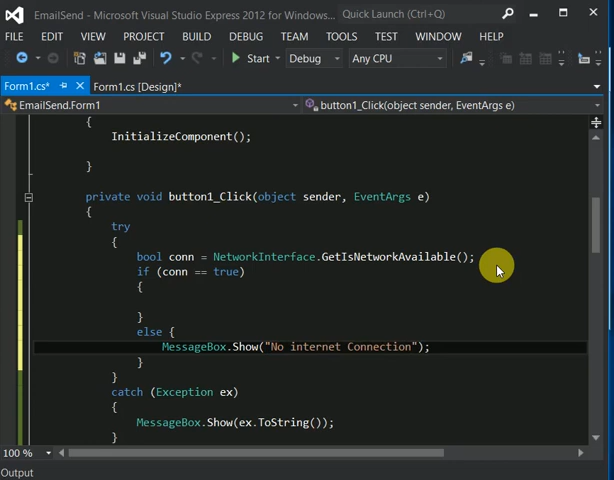 EmailSend - Microsoft Visual Studio Express 2012 for Windows...
Quick Launch (Ctrl+Q)
FILE EDIT VIEW PROJECT BUILD DEBUG TEAM TOOLS TEST WINDOW HELP
Start Debug Any CPU
Form1.cs* Form1.cs [Design]*
EmailSend.Form1 button1_Click(object sender, EventArgs e)
{
InitializeComponent();
}
private void button1_Click(object sender, EventArgs e)
{
try
{
bool conn = NetworkInterface.GetIsNetworkAvailable();
if (conn == true)
{
}
else {
MessageBox.Show("No internet Connection");
}
}
catch (Exception ex)
{
MessageBox.Show(ex.ToString());
}
100 %
Output